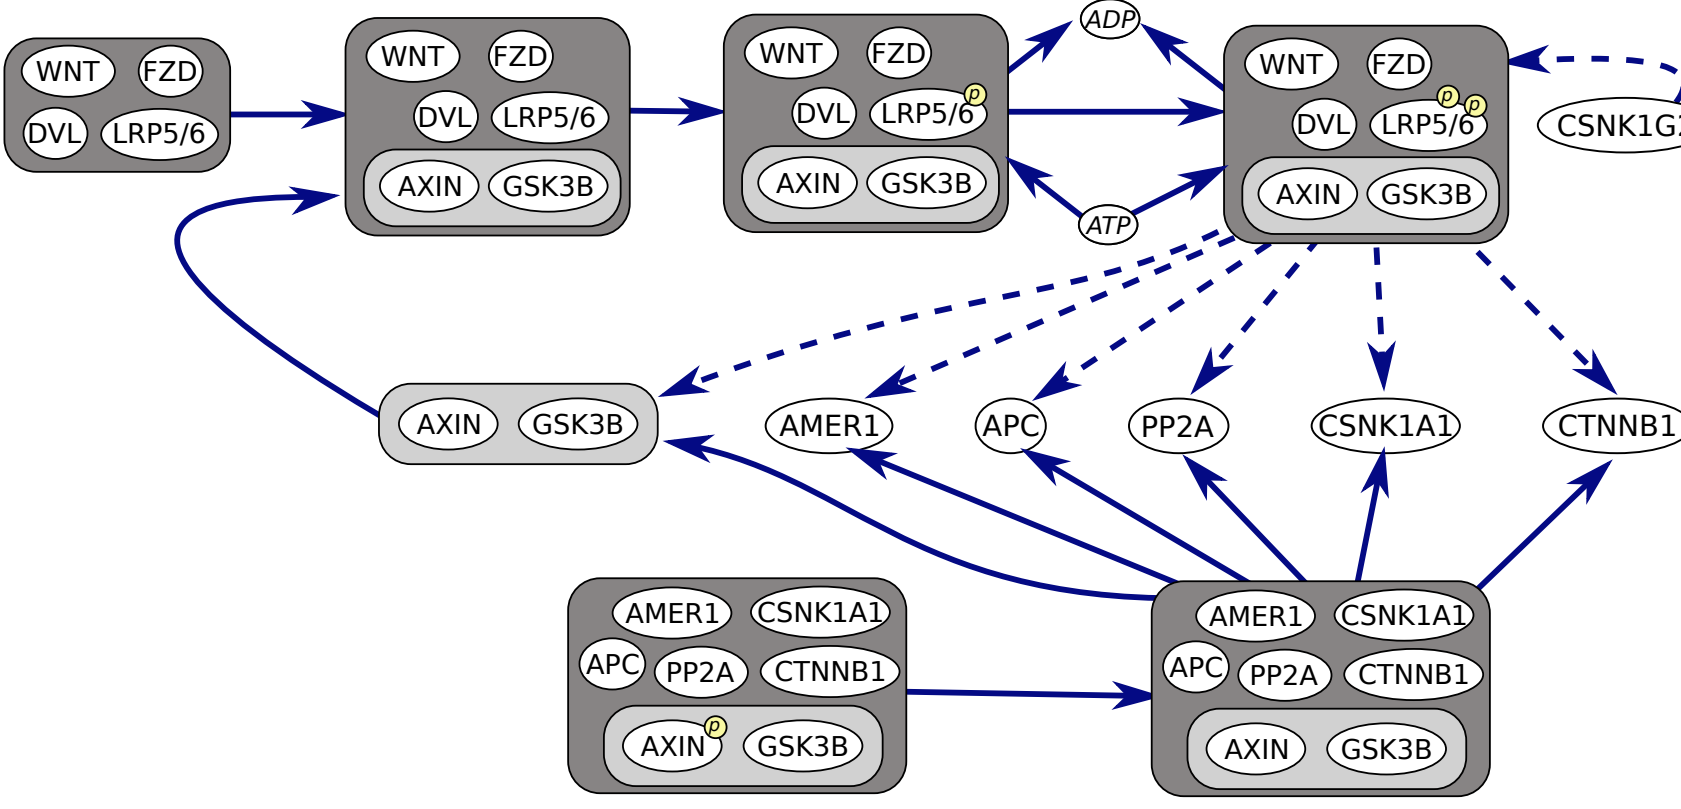 WNT FZD
DVL LRP5/6
WNT FZD
DVL LRP5/6
AXIN GSK3B
WNT FZD
DVL LRP5/6 p
AXIN GSK3B
ADP
ATP
WNT FZD
DVL LRP5/6 p p
AXIN GSK3B
CSNK1G2
AXIN GSK3B
AMER1
APC
PP2A
CSNK1A1
CTNNB1
AMER1 CSNK1A1
APC PP2A CTNNB1
AXIN p GSK3B
AMER1 CSNK1A1
APC PP2A CTNNB1
AXIN GSK3B